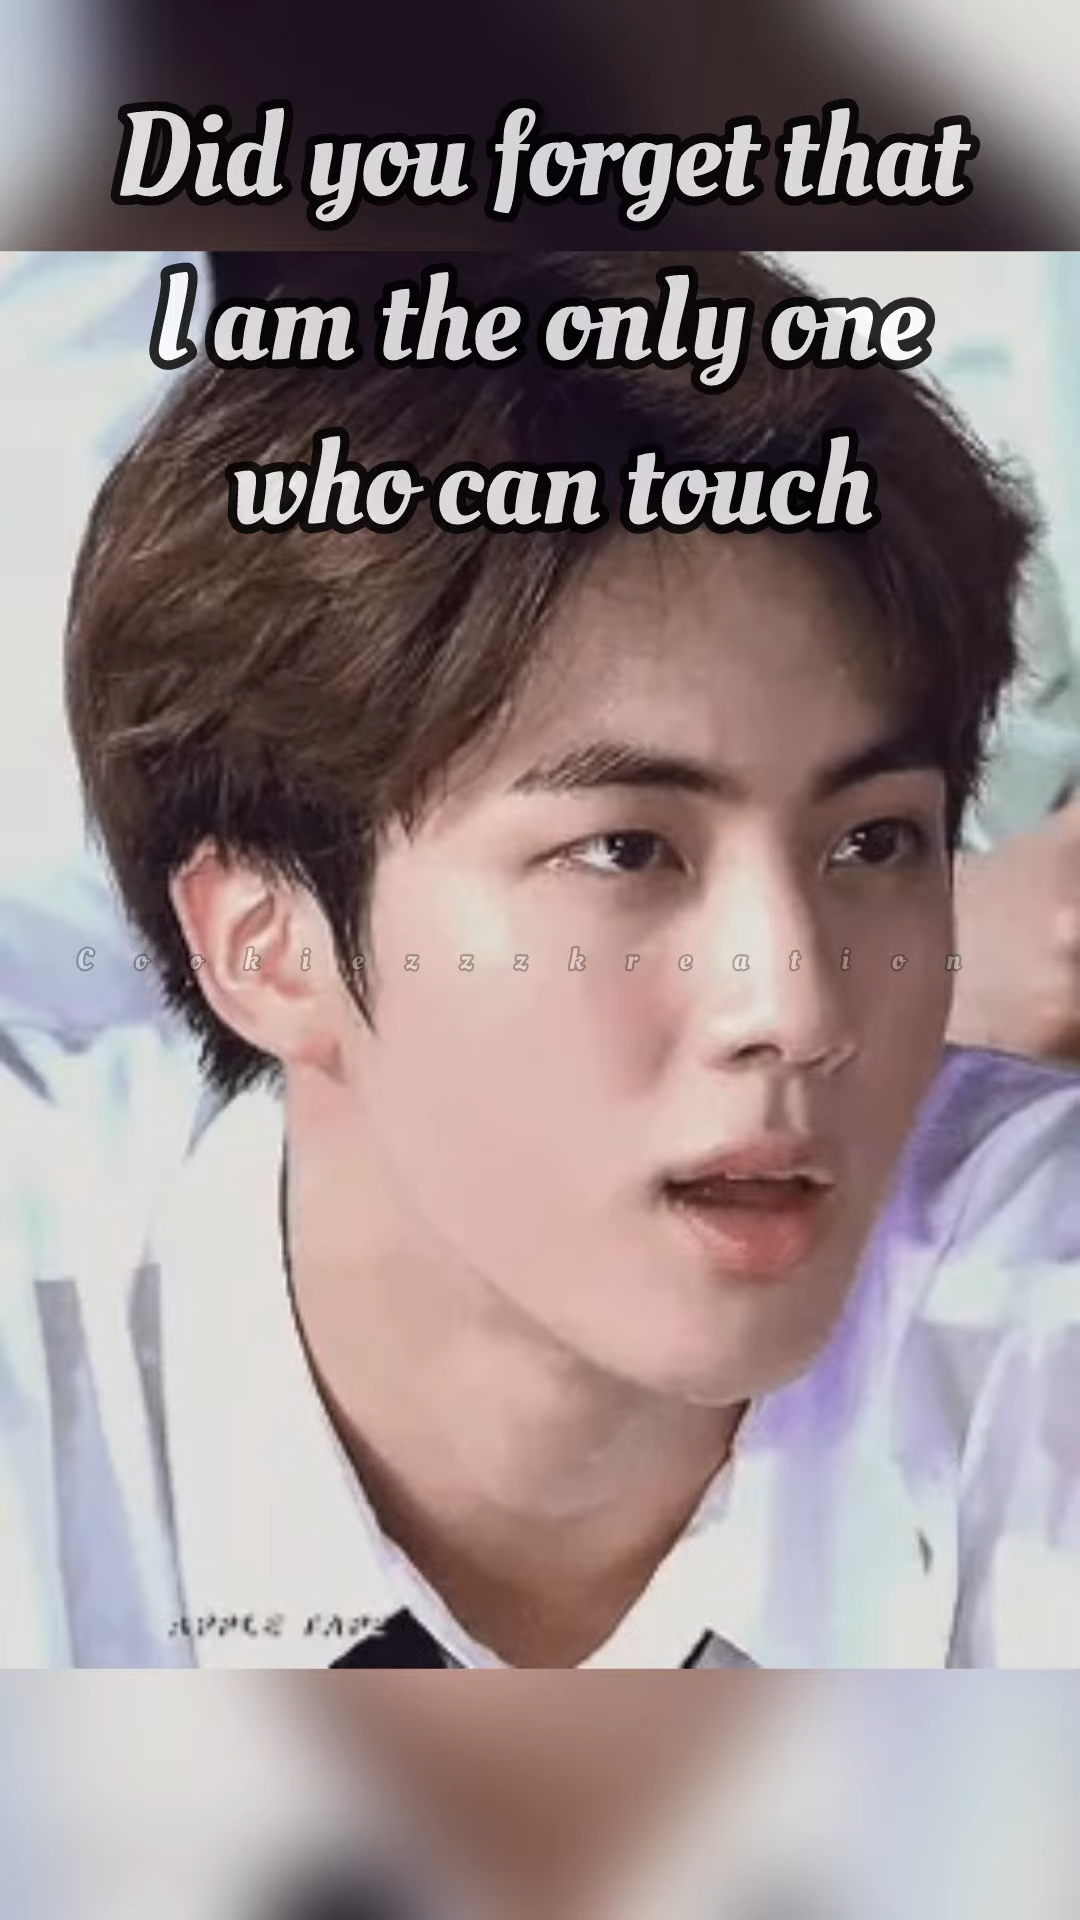 Did you forget that
I am the only one
who can touch
Cookiezzzkreation